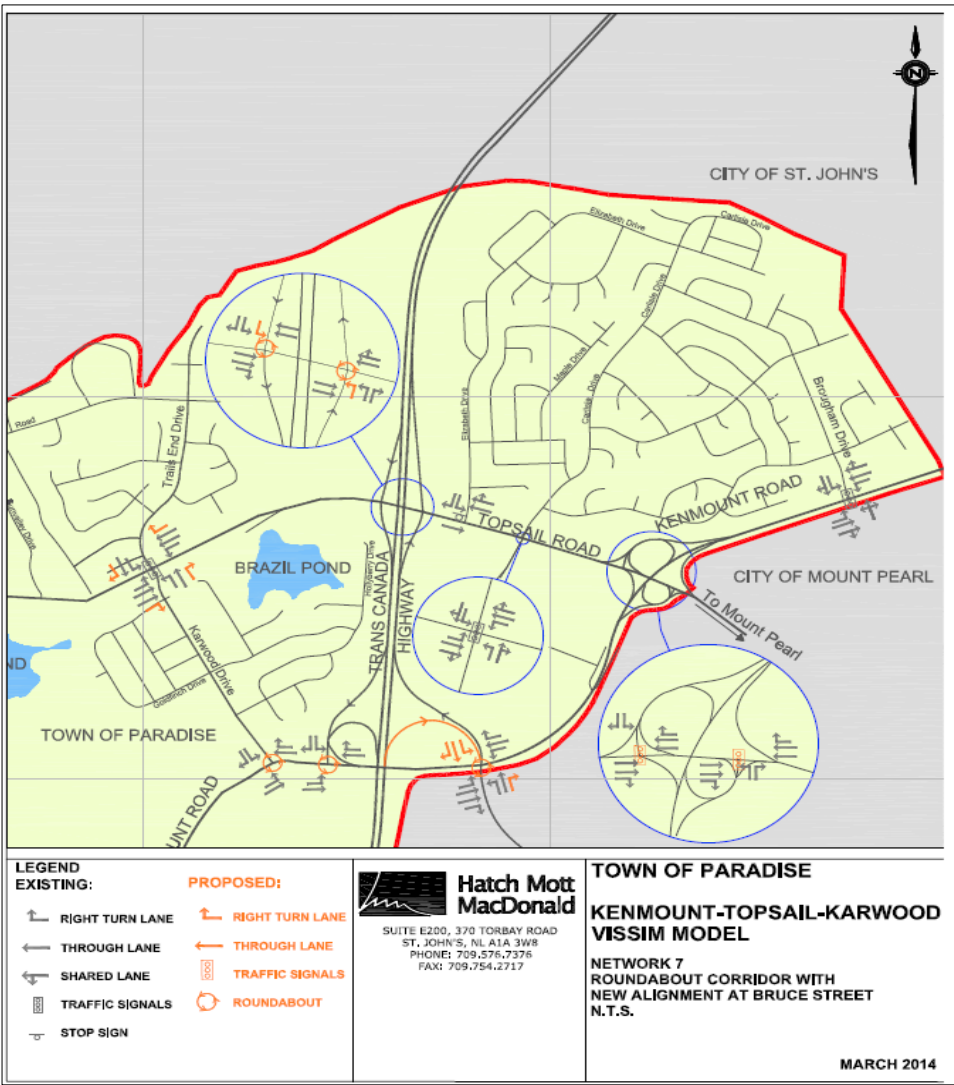 N
CITY OF ST. JOHN'S
Elizabeth Drive
Carlisle Drive
Carlisle Drive
Maple Drive
Carlisle Drive
Elizabeth Drive
Brougham Drive
Road
Trails End Drive
KENMOUNT ROAD
TOPSAIL ROAD
BRAZIL POND
TRANS CANADA
HIGHWAY
CITY OF MOUNT PEARL
To Mount Pearl
Karwood Drive
Goldfinch Drive
ND
TOWN OF PARADISE
UNT ROAD
LEGEND
EXISTING:
RIGHT TURN LANE
THROUGH LANE
SHARED LANE
TRAFFIC SIGNALS
STOP SIGN
PROPOSED:
RIGHT TURN LANE
THROUGH LANE
TRAFFIC SIGNALS
ROUNDABOUT
Hatch Mott
MacDonald
SUITE E200, 370 TORBAY ROAD
ST. JOHN'S, NL A1A 3W8
PHONE: 709.576.7376
FAX: 709.754.2717
TOWN OF PARADISE
KENMOUNT-TOPSAIL-KARWOOD
VISSIM MODEL
NETWORK 7
ROUNDABOUT CORRIDOR WITH
NEW ALIGNMENT AT BRUCE STREET
N.T.S.
MARCH 2014